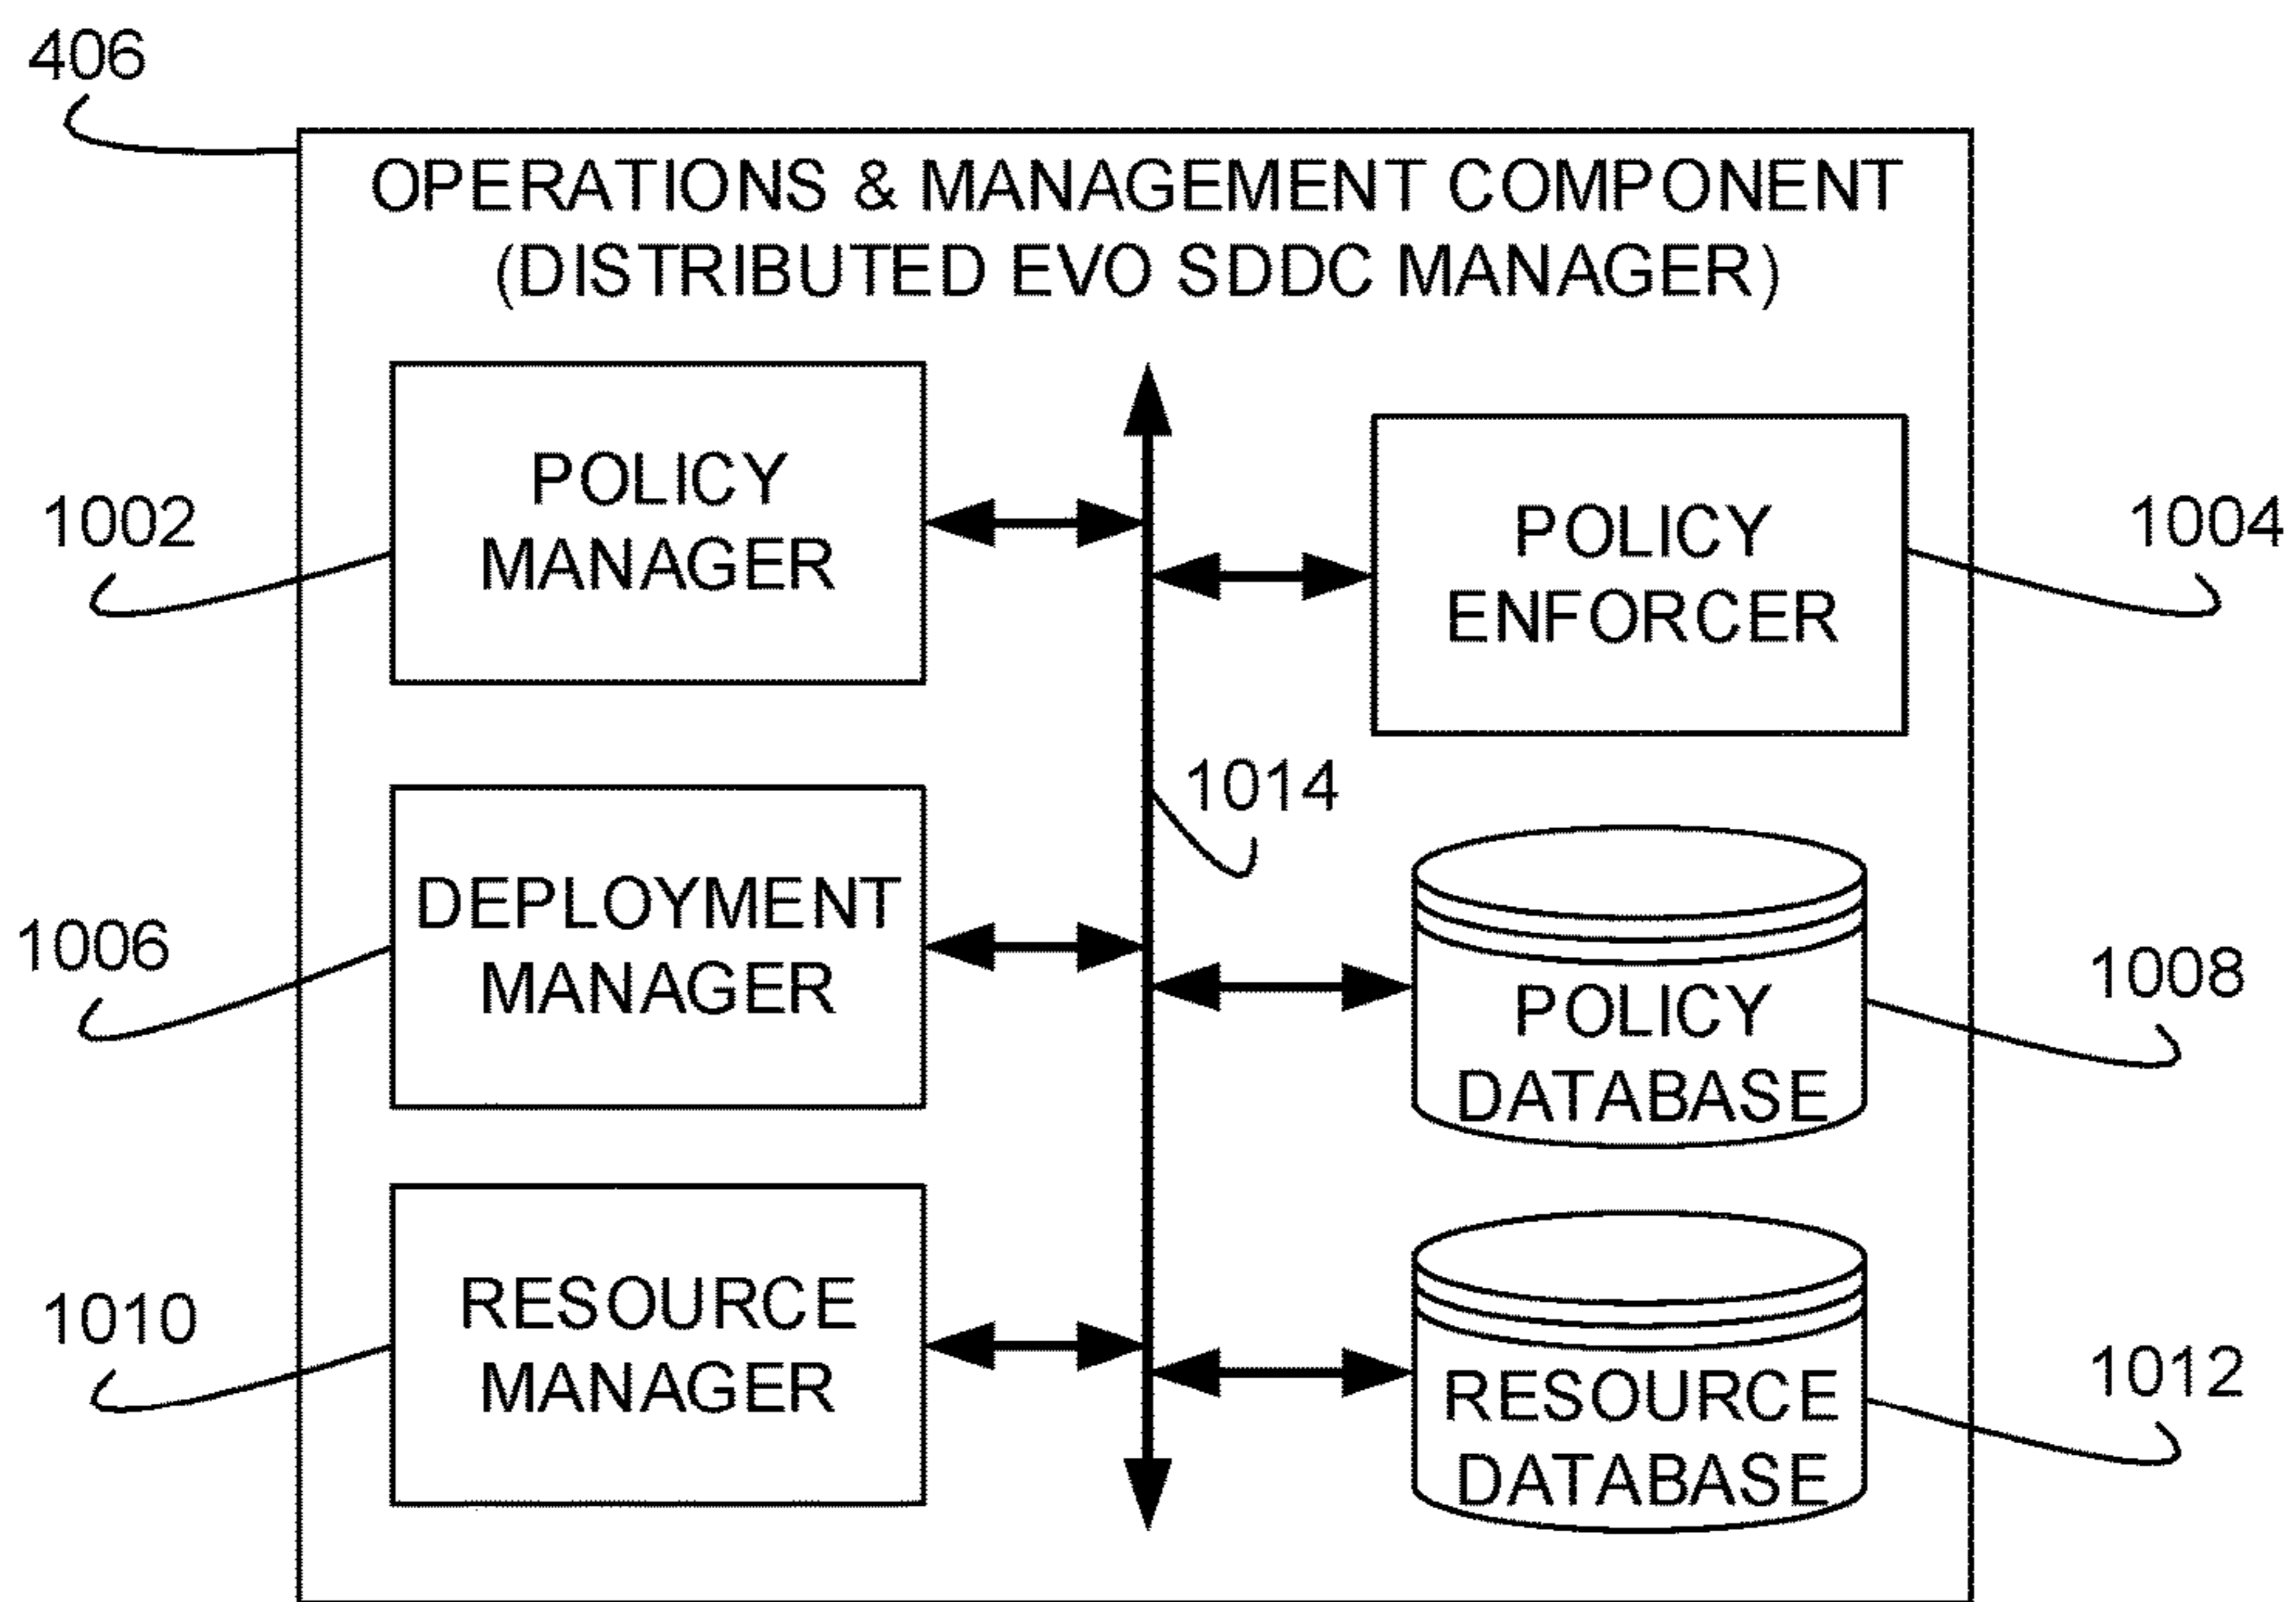 406
OPERATIONS & MANAGEMENT COMPONENT
(DISTRIBUTED EVO SDDC MANAGER)
POLICY
MANAGER
1002
POLICY
ENFORCER
1004
1014
DEPLOYMENT
MANAGER
1006
POLICY
DATABASE
1008
RESOURCE
MANAGER
1010
RESOURCE
DATABASE
1012